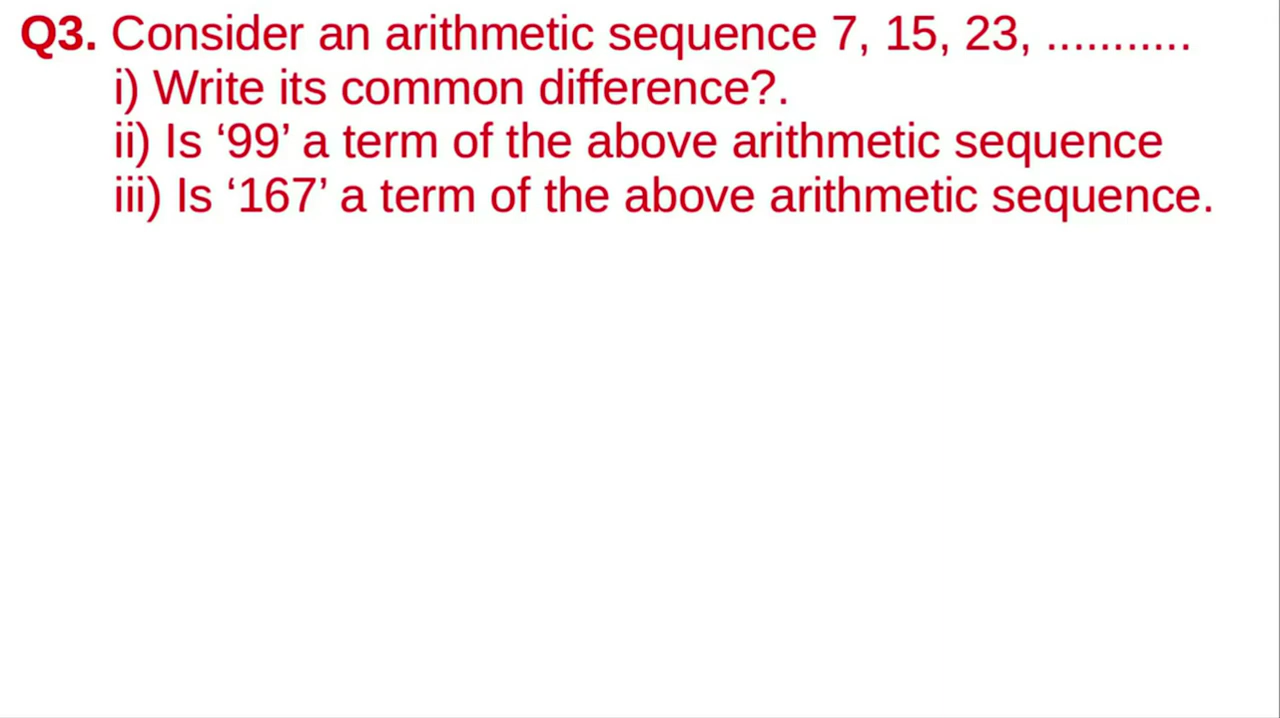 Q3. Consider an arithmetic sequence 7, 15, 23, ...........
i) Write its common difference?.
ii) Is ‘99’ a term of the above arithmetic sequence
iii) Is ‘167’ a term of the above arithmetic sequence.